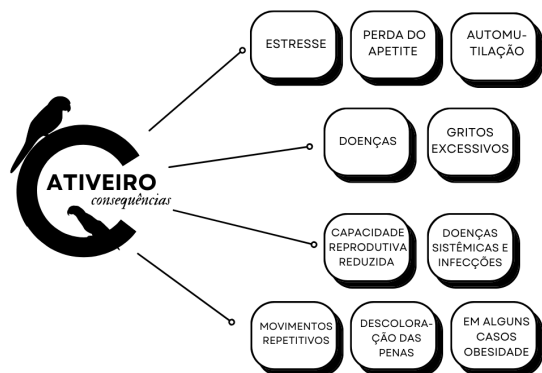 ESTRESSE
PERDA DO
APETITE
AUTOMU-
TILAÇÃO
DOENÇAS
GRITOS
EXCESSIVOS
CATIVEIRO
consequências
CAPACIDADE
REPRODUTIVA
REDUZIDA
DOENÇAS
SISTÊMICAS E
INFECÇÕES
MOVIMENTOS
REPETITIVOS
DESCOLORA-
ÇÃO DAS
PENAS
EM ALGUNS
CASOS
OBESIDADE